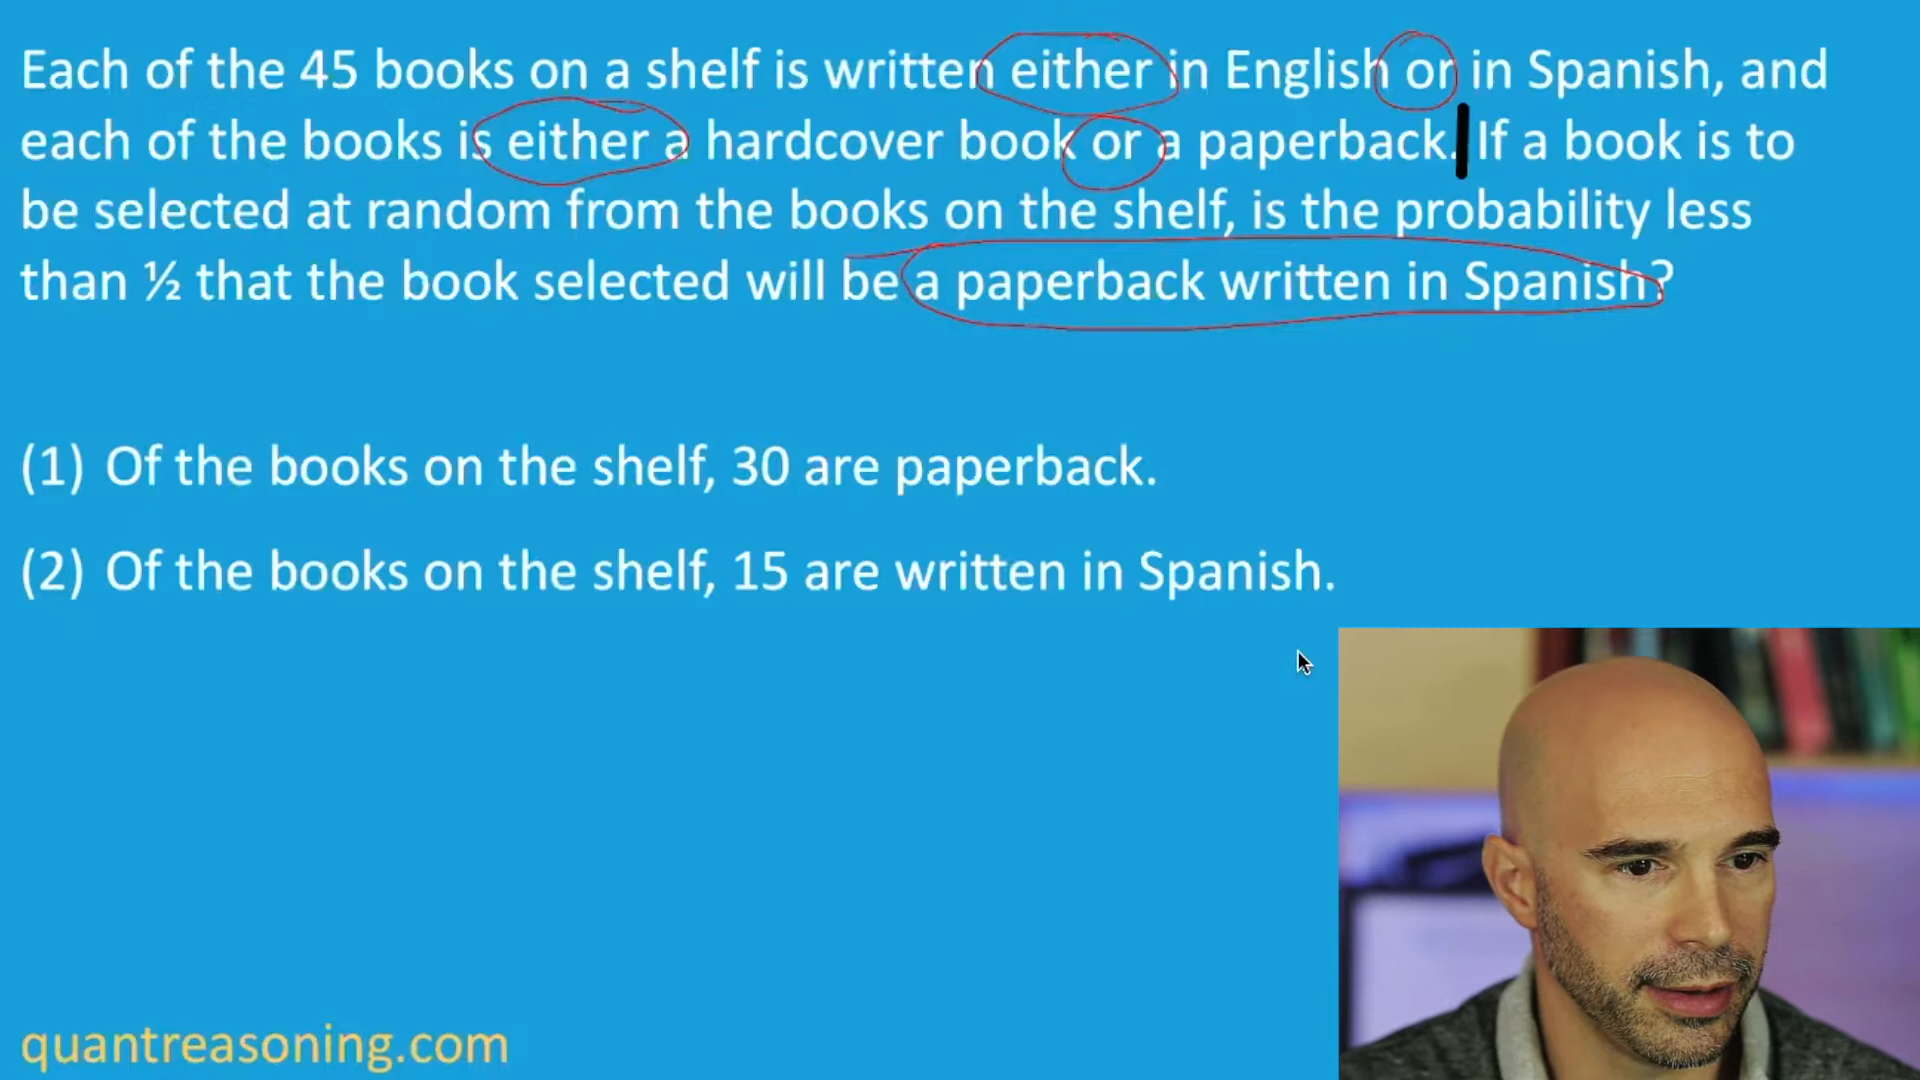 Each of the 45 books on a shelf is written either in English or in Spanish, and
each of the books is either a hardcover book or a paperback. If a book is to
be selected at random from the books on the shelf, is the probability less
than ½ that the book selected will be a paperback written in Spanish?
(1) Of the books on the shelf, 30 are paperback.
(2) Of the books on the shelf, 15 are written in Spanish.
quantreasoning.com